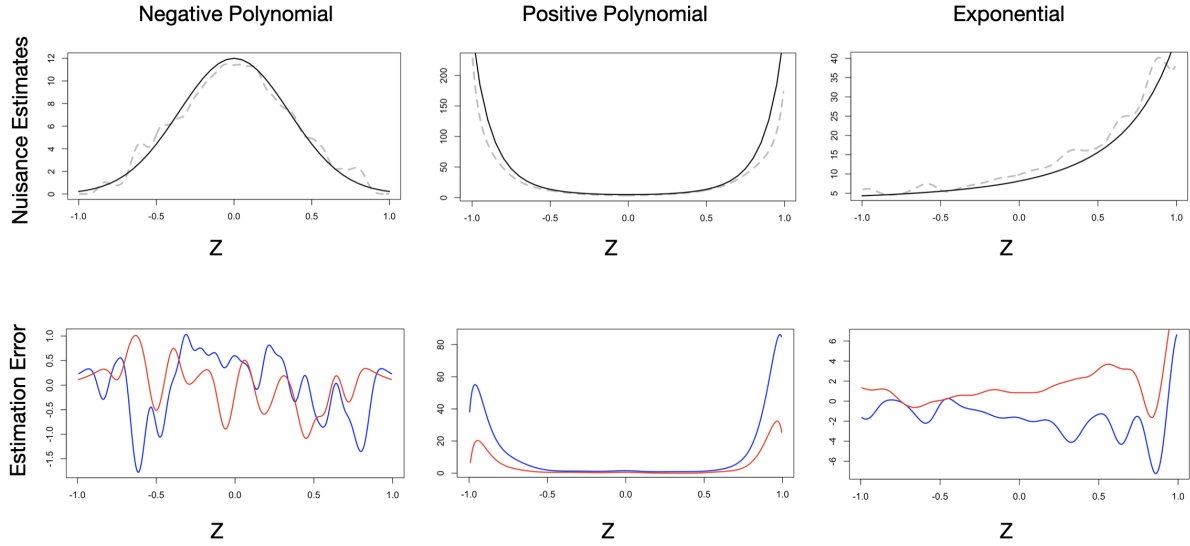 Negative Polynomial
Positive Polynomial
Exponential
Nuisance Estimates
0 2 4 6 8 10 12
-1.0 -0.5 0.0 0.5 1.0
Z
0 50 100 150 200
-1.0 -0.5 0.0 0.5 1.0
Z
5 10 15 20 25 30 35 40
-1.0 -0.5 0.0 0.5 1.0
Z
Estimation Error
-1.5 -1.0 -0.5 0.0 0.5 1.0
-1.0 -0.5 0.0 0.5 1.0
Z
0 20 40 60 80
-1.0 -0.5 0.0 0.5 1.0
Z
-6 -4 -2 0 2 4 6
-1.0 -0.5 0.0 0.5 1.0
Z